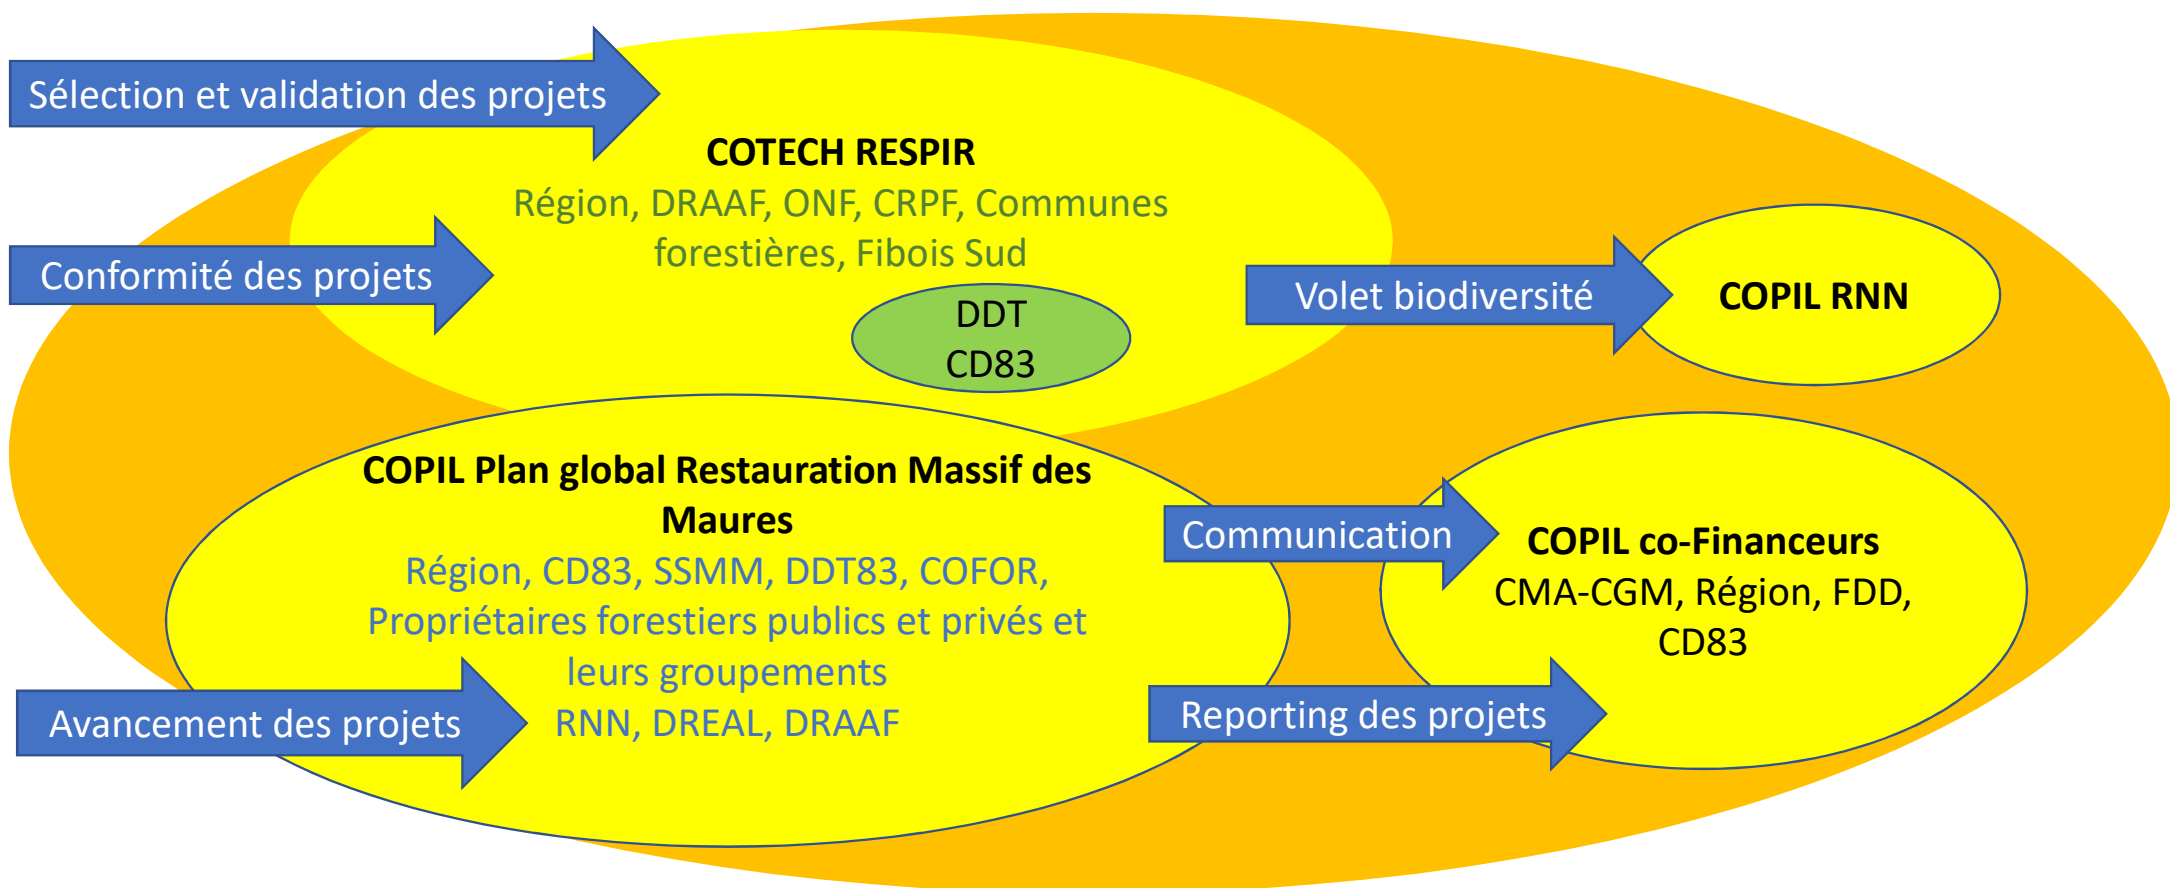 Sélection et validation des projets
COTECH RESPIR
Région, DRAAF, ONF, CRPF, Communes
forestières, Fibois Sud
Conformité des projets
DDT
CD83
Volet biodiversité
COPIL RNN
COPIL Plan global Restauration Massif des
Maures
Région, CD83, SSMM, DDT83, COFOR,
Propriétaires forestiers publics et privés et
leurs groupements
RNN, DREAL, DRAAF
Avancement des projets
Communication
COPIL co-Financeurs
CMA-CGM, Région, FDD,
CD83
Reporting des projets